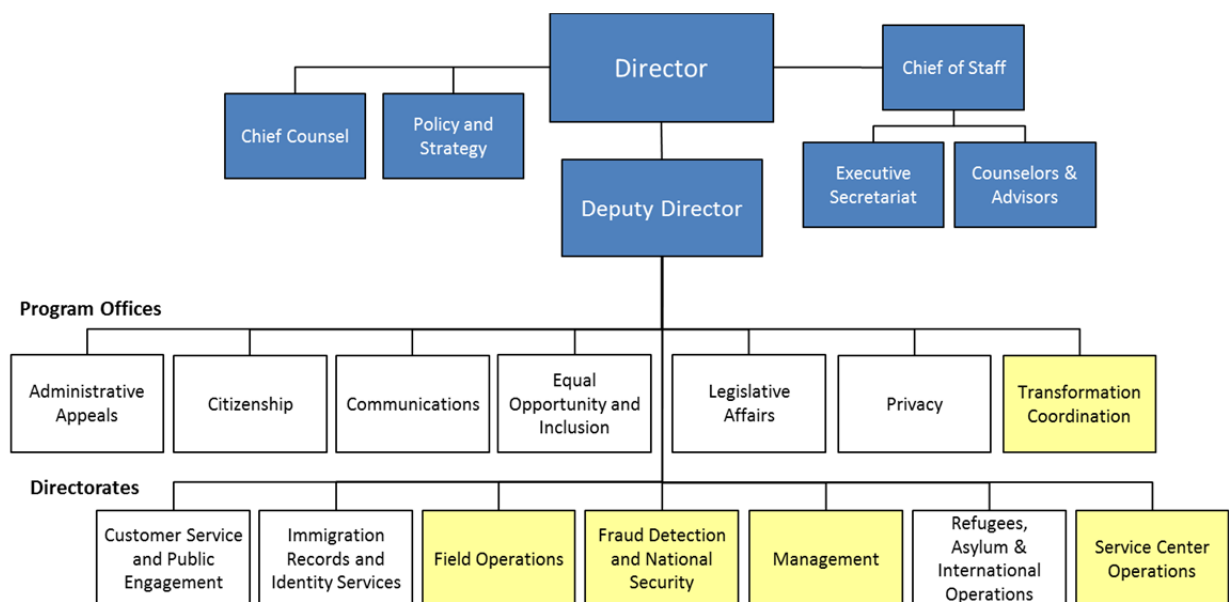 Director
Chief of Staff
Chief Counsel
Policy and
Strategy
Executive
Secretariat
Counselors &
Advisors
Deputy Director
Program Offices
Administrative
Appeals
Citizenship
Communications
Equal
Opportunity and
Inclusion
Legislative
Affairs
Privacy
Transformation
Coordination
Directorates
Customer Service
and Public
Engagement
Immigration
Records and
Identity Services
Field Operations
Fraud Detection
and National
Security
Management
Refugees,
Asylum &
International
Operations
Service Center
Operations